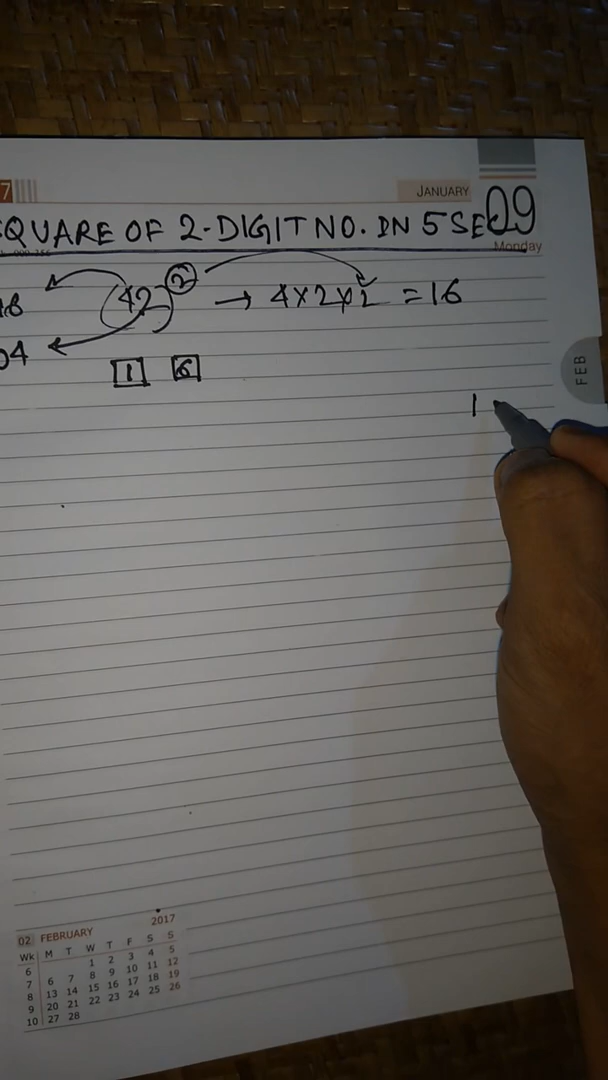 7 JANUARY 09
Monday
QUARE OF 2-DIGIT NO. IN 5 SE
(42)² → 4×2×2 = 16
04
1 6
FEB
1
02 FEBRUARY 2017
Wk M T W T F S S
6 1 2 3 4 5
7 6 7 8 9 10 11 12
8 13 14 15 16 17 18 19
9 20 21 22 23 24 25 26
10 27 28